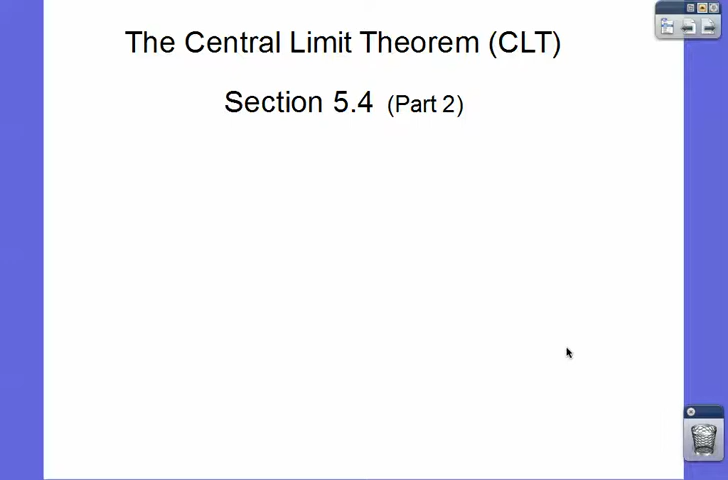 The Central Limit Theorem (CLT)
Section 5.4 (Part 2)